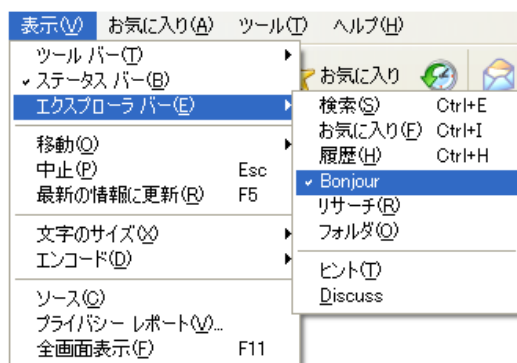 表示(V) お気に入り(A) ツール(T) ヘルプ(H)
ツール バー(T)
ステータス バー(B)
エクスプローラ バー(E)
移動(O)
中止(P) Esc
最新の情報に更新(R) F5
文字のサイズ(X)
エンコード(D)
ソース(C)
プライバシー レポート(V)...
全画面表示(F) F11
お気に入り
検索(S) Ctrl+E
お気に入り(F) Ctrl+I
履歴(H) Ctrl+H
Bonjour
リサーチ(R)
フォルダ(O)
ヒント(T)
Discuss